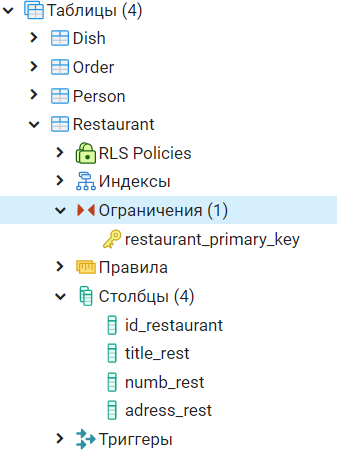 Таблицы (4)
Dish
Order
Person
Restaurant
RLS Policies
Индексы
Ограничения (1)
restaurant_primary_key
Правила
Столбцы (4)
id_restaurant
title_rest
numb_rest
adress_rest
Триггеры